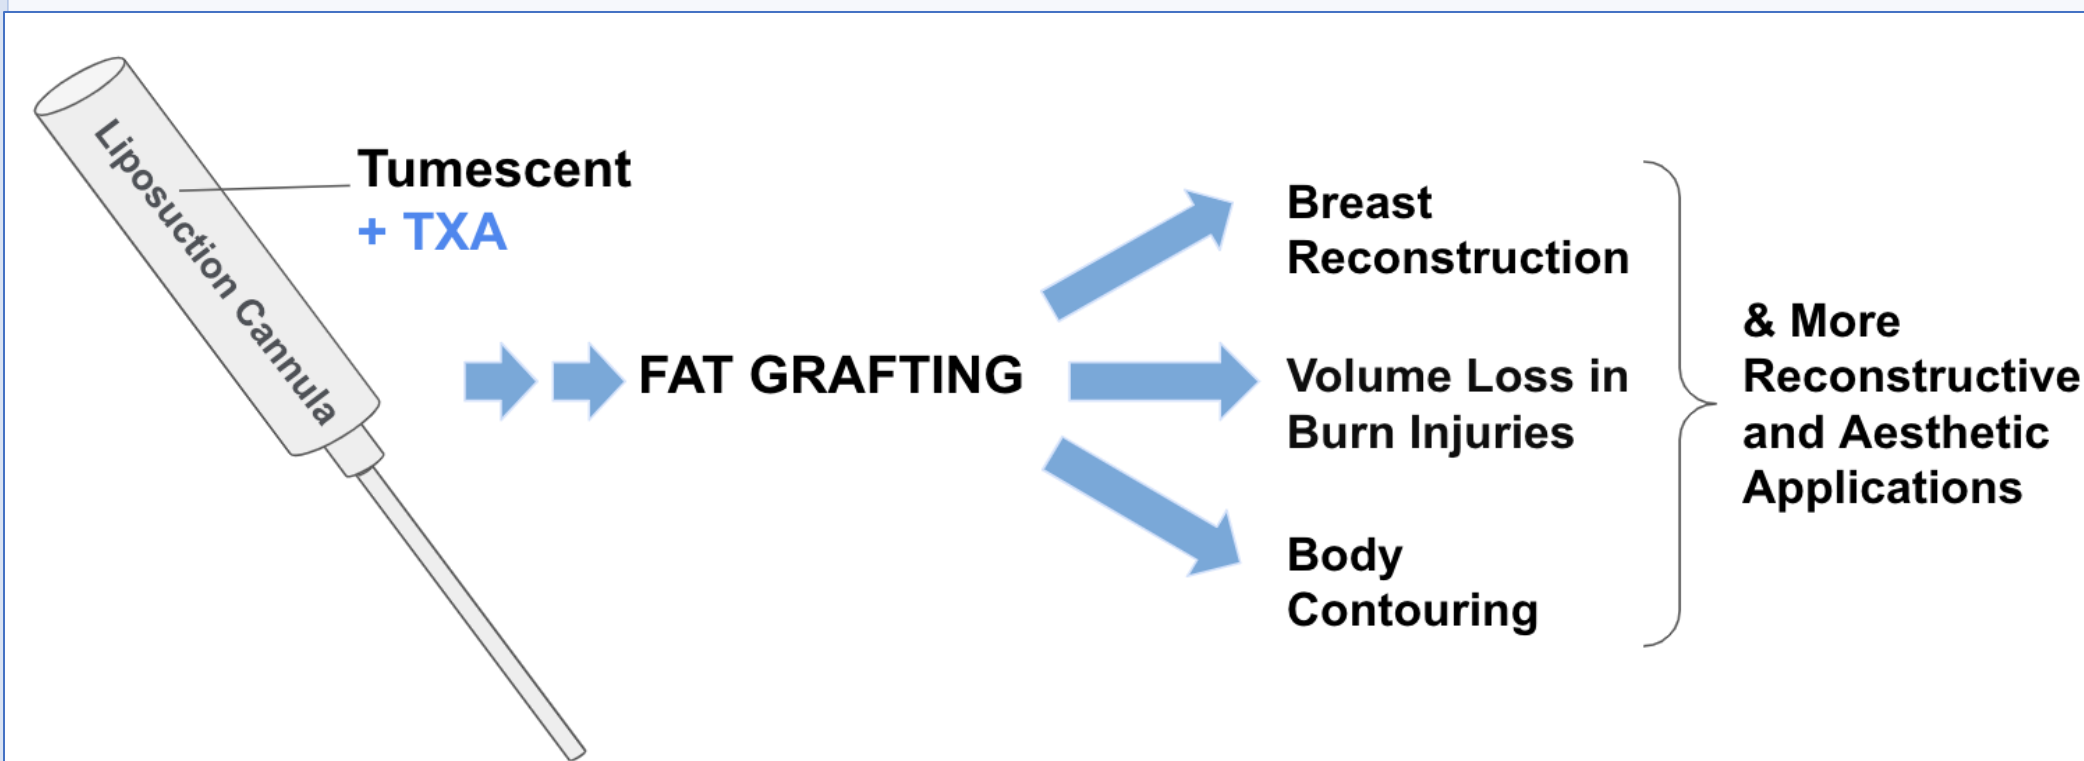 Liposuction Cannula
Tumescent
+ TXA
FAT GRAFTING
Breast
Reconstruction
Volume Loss in
Burn Injuries
Body
Contouring
& More
Reconstructive
and Aesthetic
Applications